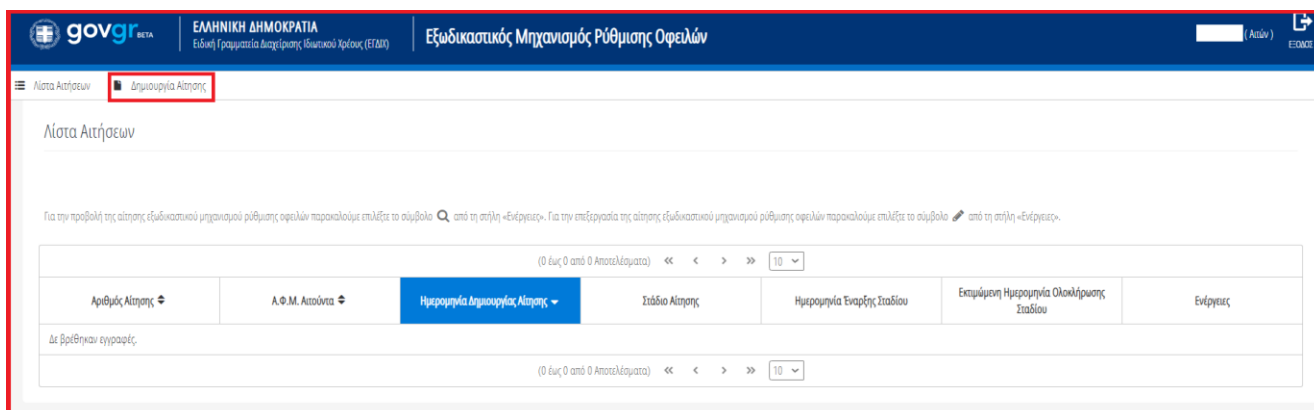 govgr BETA
ΕΛΛΗΝΙΚΗ ΔΗΜΟΚΡΑΤΙΑ
Ειδική Γραμματεία Διαχείρισης Ιδιωτικού Χρέους (ΕΓΔΙΧ)
Εξωδικαστικός Μηχανισμός Ρύθμισης Οφειλών
( Αιτών )
ΕΞΟΔΟΣ
Λίστα Αιτήσεων Δημιουργία Αίτησης
Λίστα Αιτήσεων
Για την προβολή της αίτησης εξωδικαστικού μηχανισμού ρύθμισης οφειλών παρακαλούμε επιλέξτε το σύμβολο από τη στήλη «Ενέργειες». Για την επεξεργασία της αίτησης εξωδικαστικού μηχανισμού ρύθμισης οφειλών παρακαλούμε επιλέξτε το σύμβολο από τη στήλη «Ενέργειες».
(0 έως 0 από 0 Αποτελέσματα) « ‹ › » 10
Αριθμός Αίτησης Α.Φ.Μ. Αιτούντα Ημερομηνία Δημιουργίας Αίτησης Στάδιο Αίτησης Ημερομηνία Έναρξης Σταδίου Εκτιμώμενη Ημερομηνία Ολοκλήρωσης Σταδίου Ενέργειες
Δε βρέθηκαν εγγραφές.
(0 έως 0 από 0 Αποτελέσματα) « ‹ › » 10